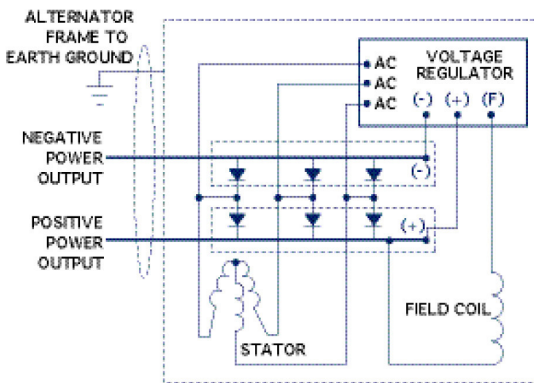 ALTERNATOR
FRAME TO
EARTH GROUND
AC
AC
AC
VOLTAGE
REGULATOR
(-) (+) (F)
NEGATIVE
POWER
OUTPUT
(-)
POSITIVE
POWER
OUTPUT
(+)
STATOR
FIELD COIL